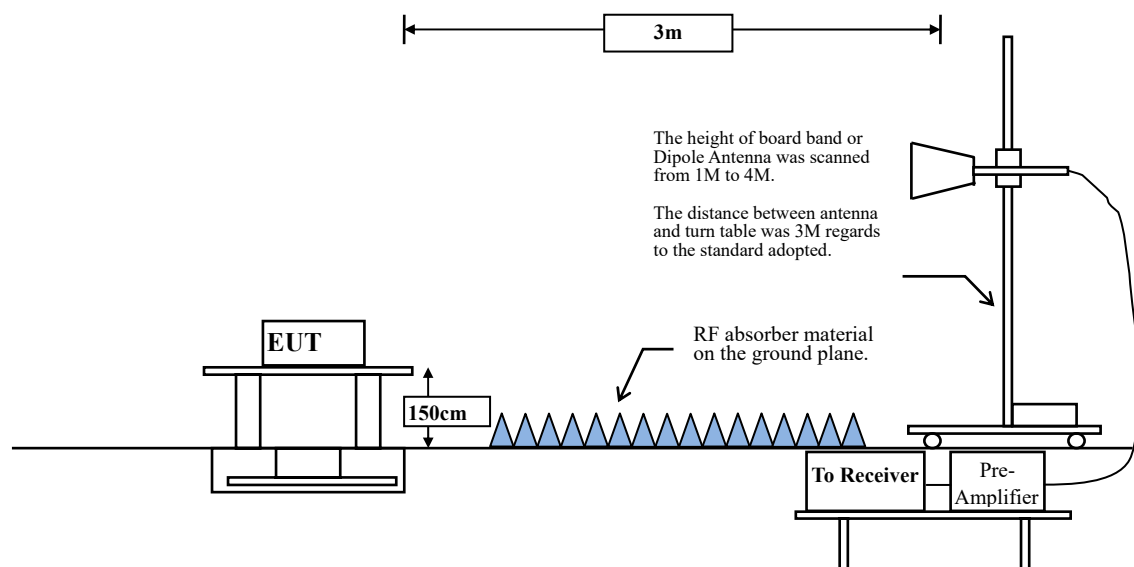 3m
The height of board band or
Dipole Antenna was scanned
from 1M to 4M.
The distance between antenna
and turn table was 3M regards
to the standard adopted.
EUT
RF absorber material
on the ground plane.
150cm
To Receiver
Pre-
Amplifier